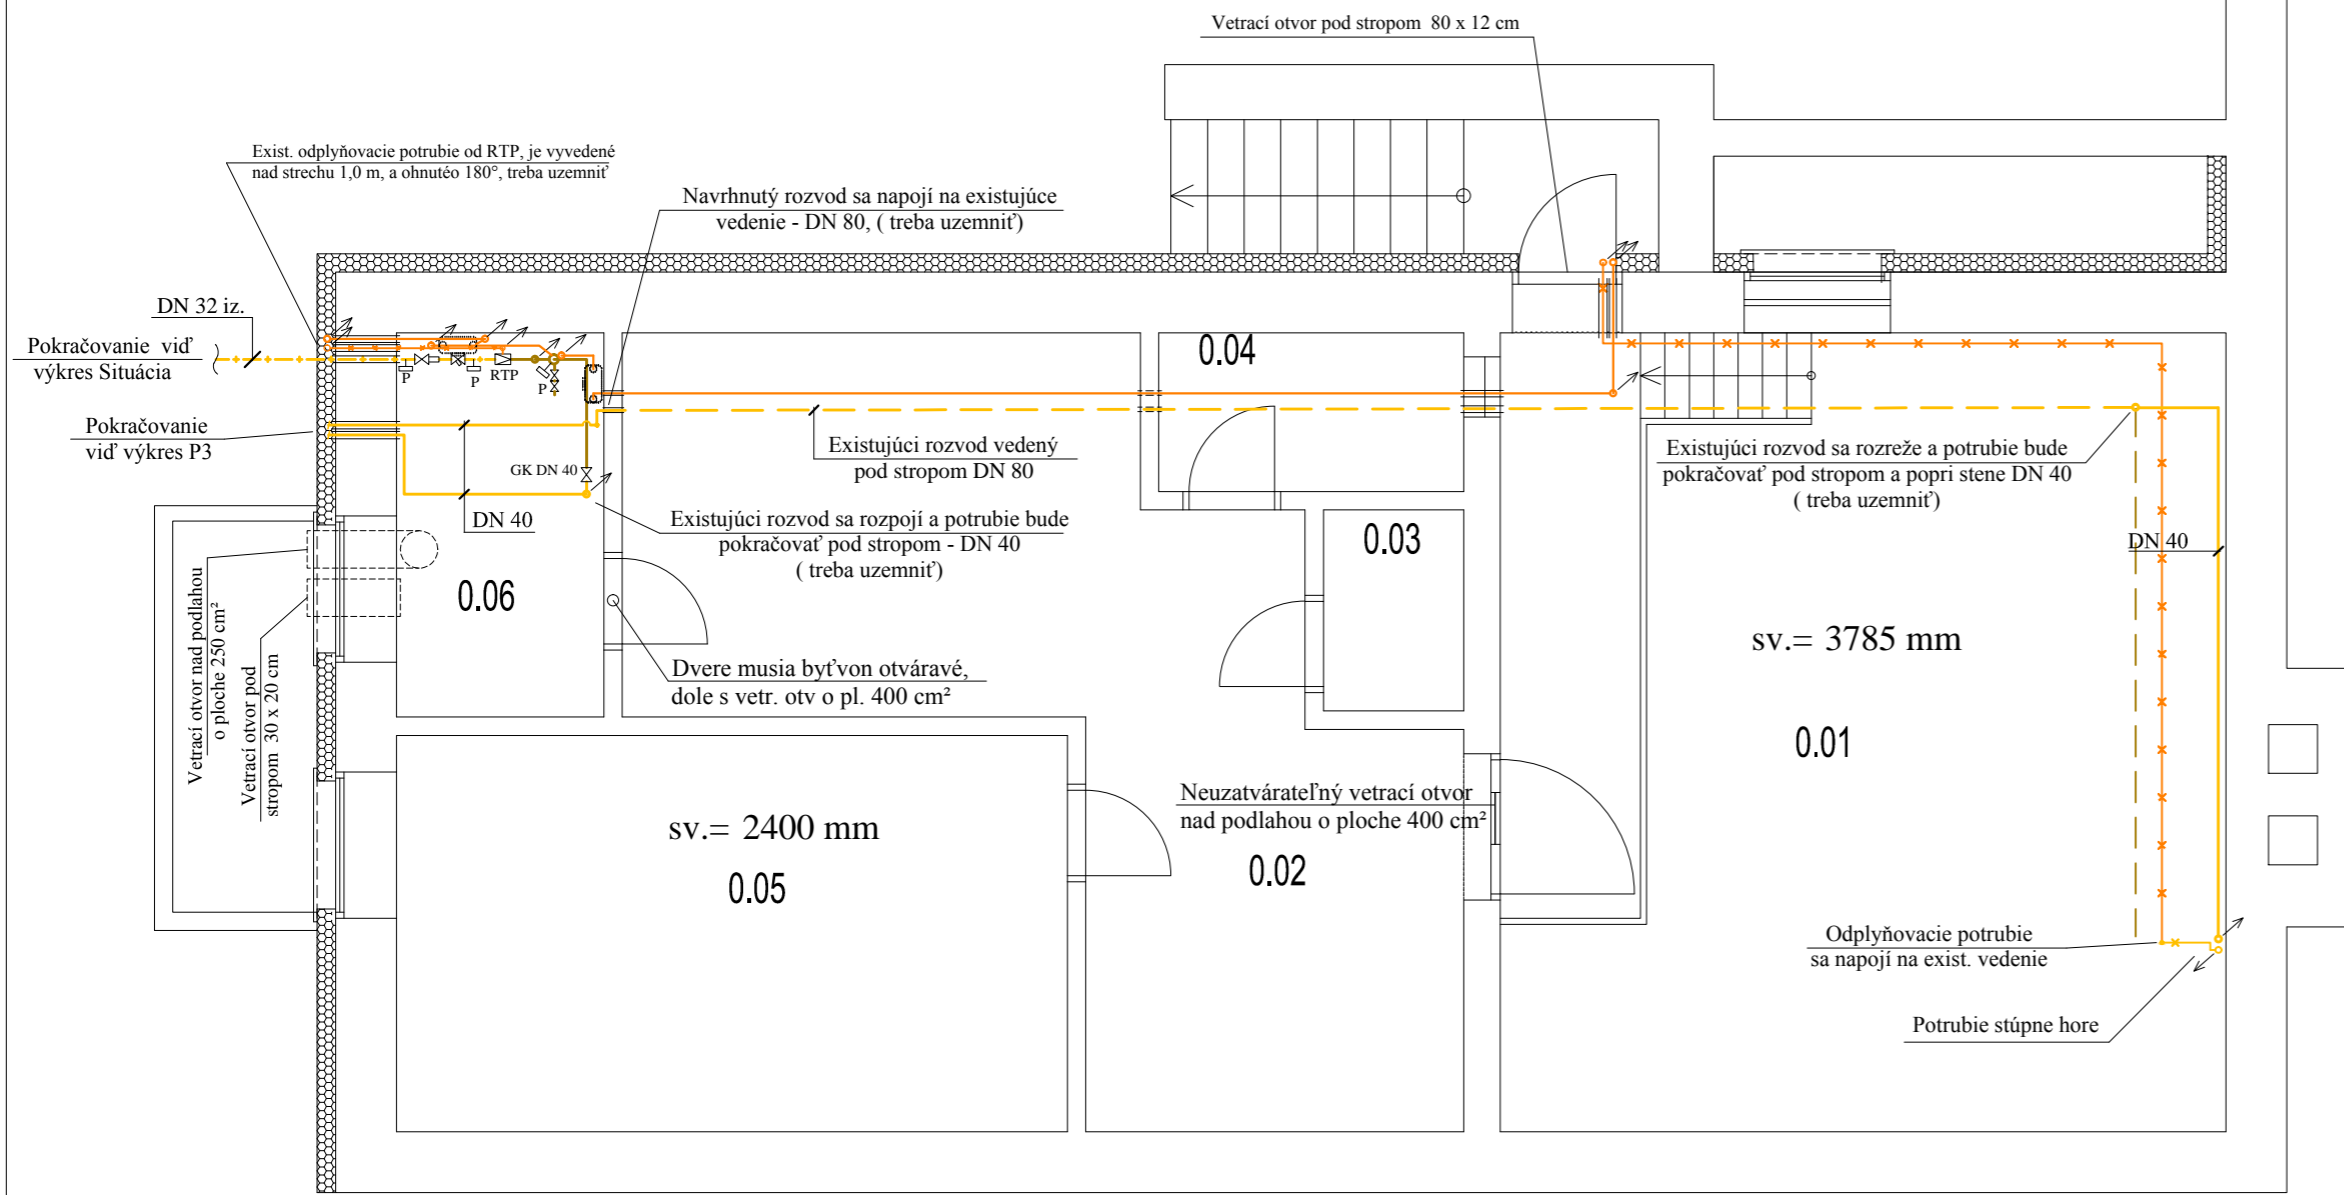 Vetrací otvor pod stropom 80 x 12 cm
Exist. odplyňovacie potrubie od RTP, je vyvedené
nad strechu 1,0 m, a ohnutéo 180°, treba uzemniť
Navrhnutý rozvod sa napojí na existujúce
vedenie - DN 80, ( treba uzemniť)
DN 32 iz.
Pokračovanie viď
výkres Situácia
P
P
RTP
P
0.04
Pokračovanie
viď výkres P3
GK DN 40
DN 40
Existujúci rozvod vedený
pod stropom DN 80
Existujúci rozvod sa rozreže a potrubie bude
pokračovať pod stropom a popri stene DN 40
( treba uzemniť)
Existujúci rozvod sa rozpojí a potrubie bude
pokračovať pod stropom - DN 40
( treba uzemniť)
0.03
DN 40
0.06
Vetrací otvor nad podlahou
o ploche 250 cm²
Vetrací otvor pod
stropom 30 x 20 cm
Dvere musia byťvon otváravé,
dole s vetr. otv o pl. 400 cm²
sv.= 3785 mm
0.01
Neuzatvárateľný vetrací otvor
nad podlahou o ploche 400 cm²
0.02
sv.= 2400 mm
0.05
Odplyňovacie potrubie
sa napojí na exist. vedenie
Potrubie stúpne hore